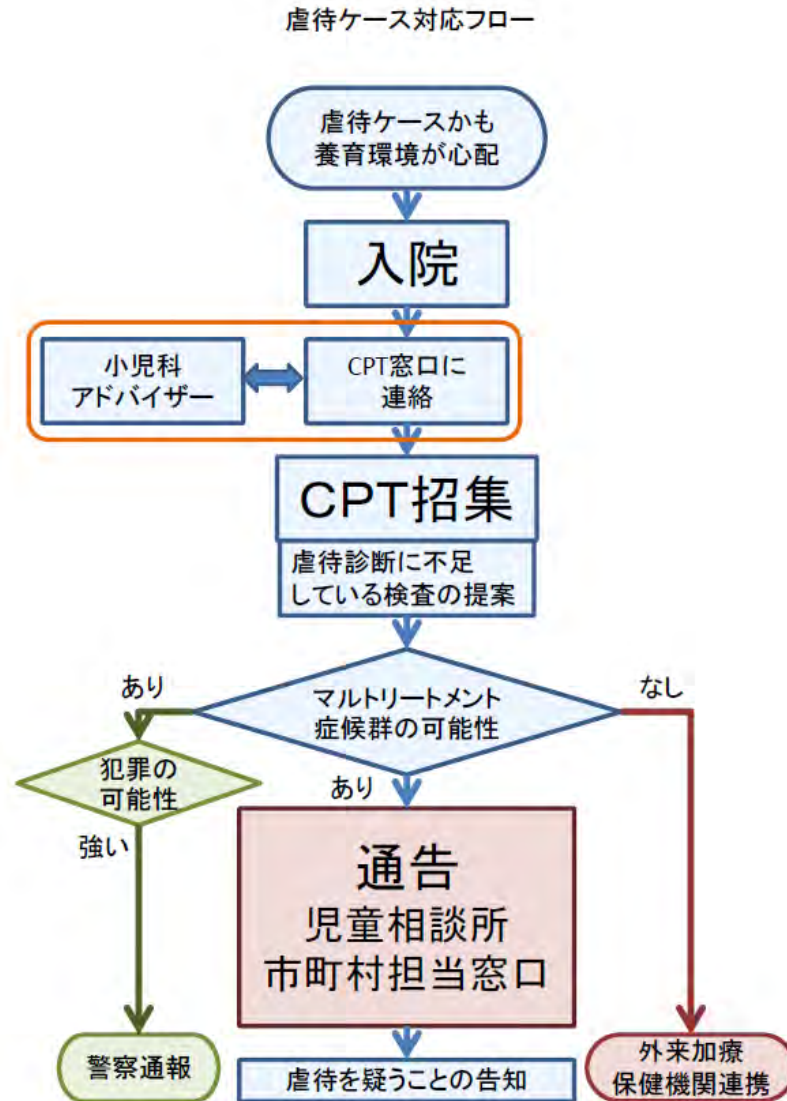 虐待ケース対応フロー
虐待ケースかも
養育環境が心配
入院
小児科
アドバイザー
CPT窓口に
連絡
CPT招集
虐待診断に不足
している検査の提案
あり
マルトリートメント
症候群の可能性
なし
犯罪の
可能性
あり
強い
通告
児童相談所
市町村担当窓口
警察通報
虐待を疑うことの告知
外来加療
保健機関連携